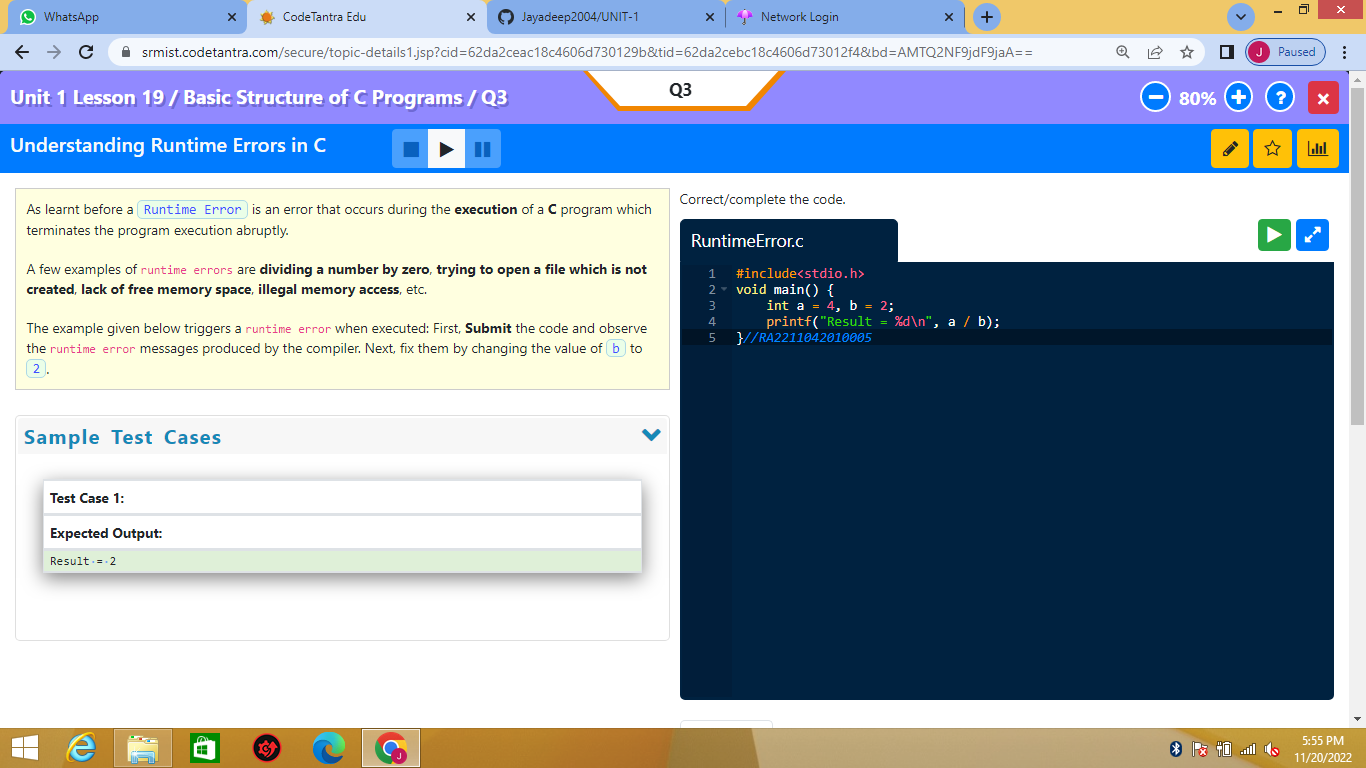 WhatsApp
CodeTantra Edu
Jayadeep2004/UNIT-1
Network Login
srmist.codetantra.com/secure/topic-details1.jsp?cid=62da2ceac18c4606d730129b&tid=62da2cebc18c4606d73012f4&bd=AMTQ2NF9jdF9jaA==
J Paused
Unit 1 Lesson 19 / Basic Structure of C Programs / Q3
Q3
80%
?
Understanding Runtime Errors in C
As learnt before a Runtime Error is an error that occurs during the execution of a C program which
terminates the program execution abruptly.
A few examples of runtime errors are dividing a number by zero, trying to open a file which is not
created, lack of free memory space, illegal memory access, etc.
The example given below triggers a runtime error when executed: First, Submit the code and observe
the runtime error messages produced by the compiler. Next, fix them by changing the value of b to
2.
Sample Test Cases
Test Case 1:
Expected Output:
Result·=·2
Correct/complete the code.
RuntimeError.c
1 #include<stdio.h>
2 void main() {
3 int a = 4, b = 2;
4 printf("Result = %d\n", a / b);
5 }//RA2211042010005
J
5:55 PM
11/20/2022